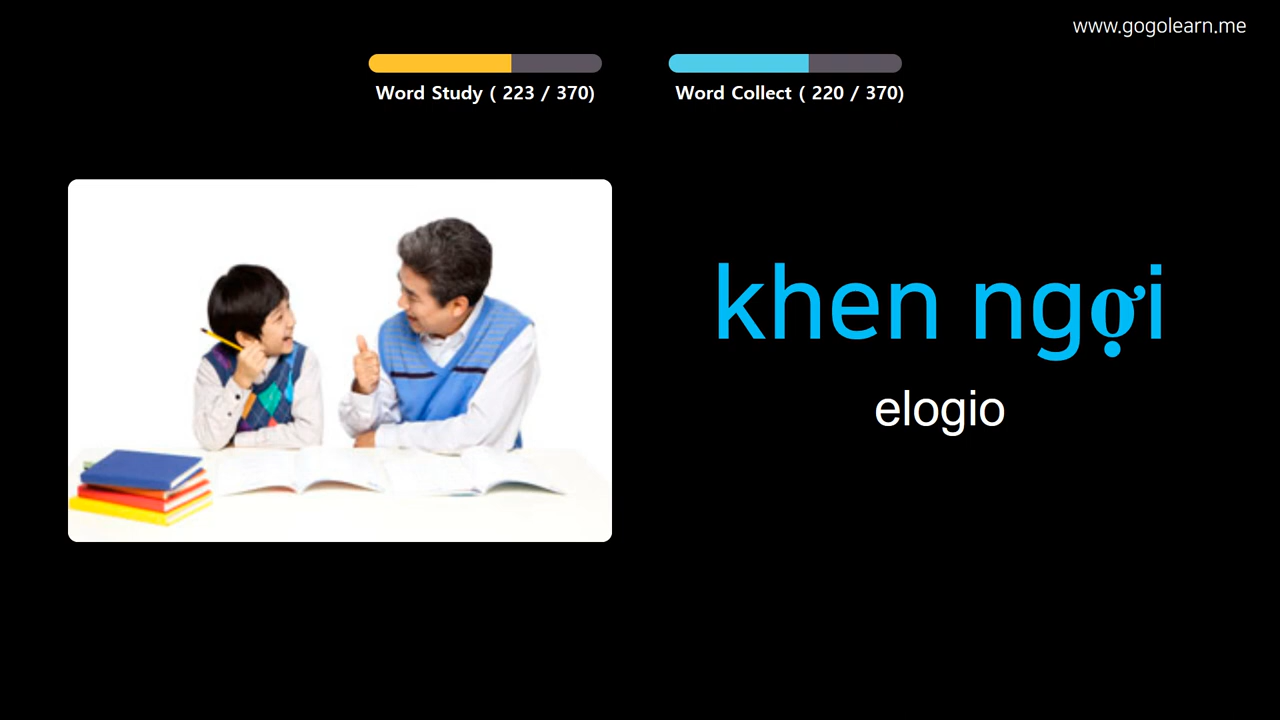 www.gogolearn.me
Word Study ( 223 / 370)
Word Collect ( 220 / 370)
khen ngợi
elogio